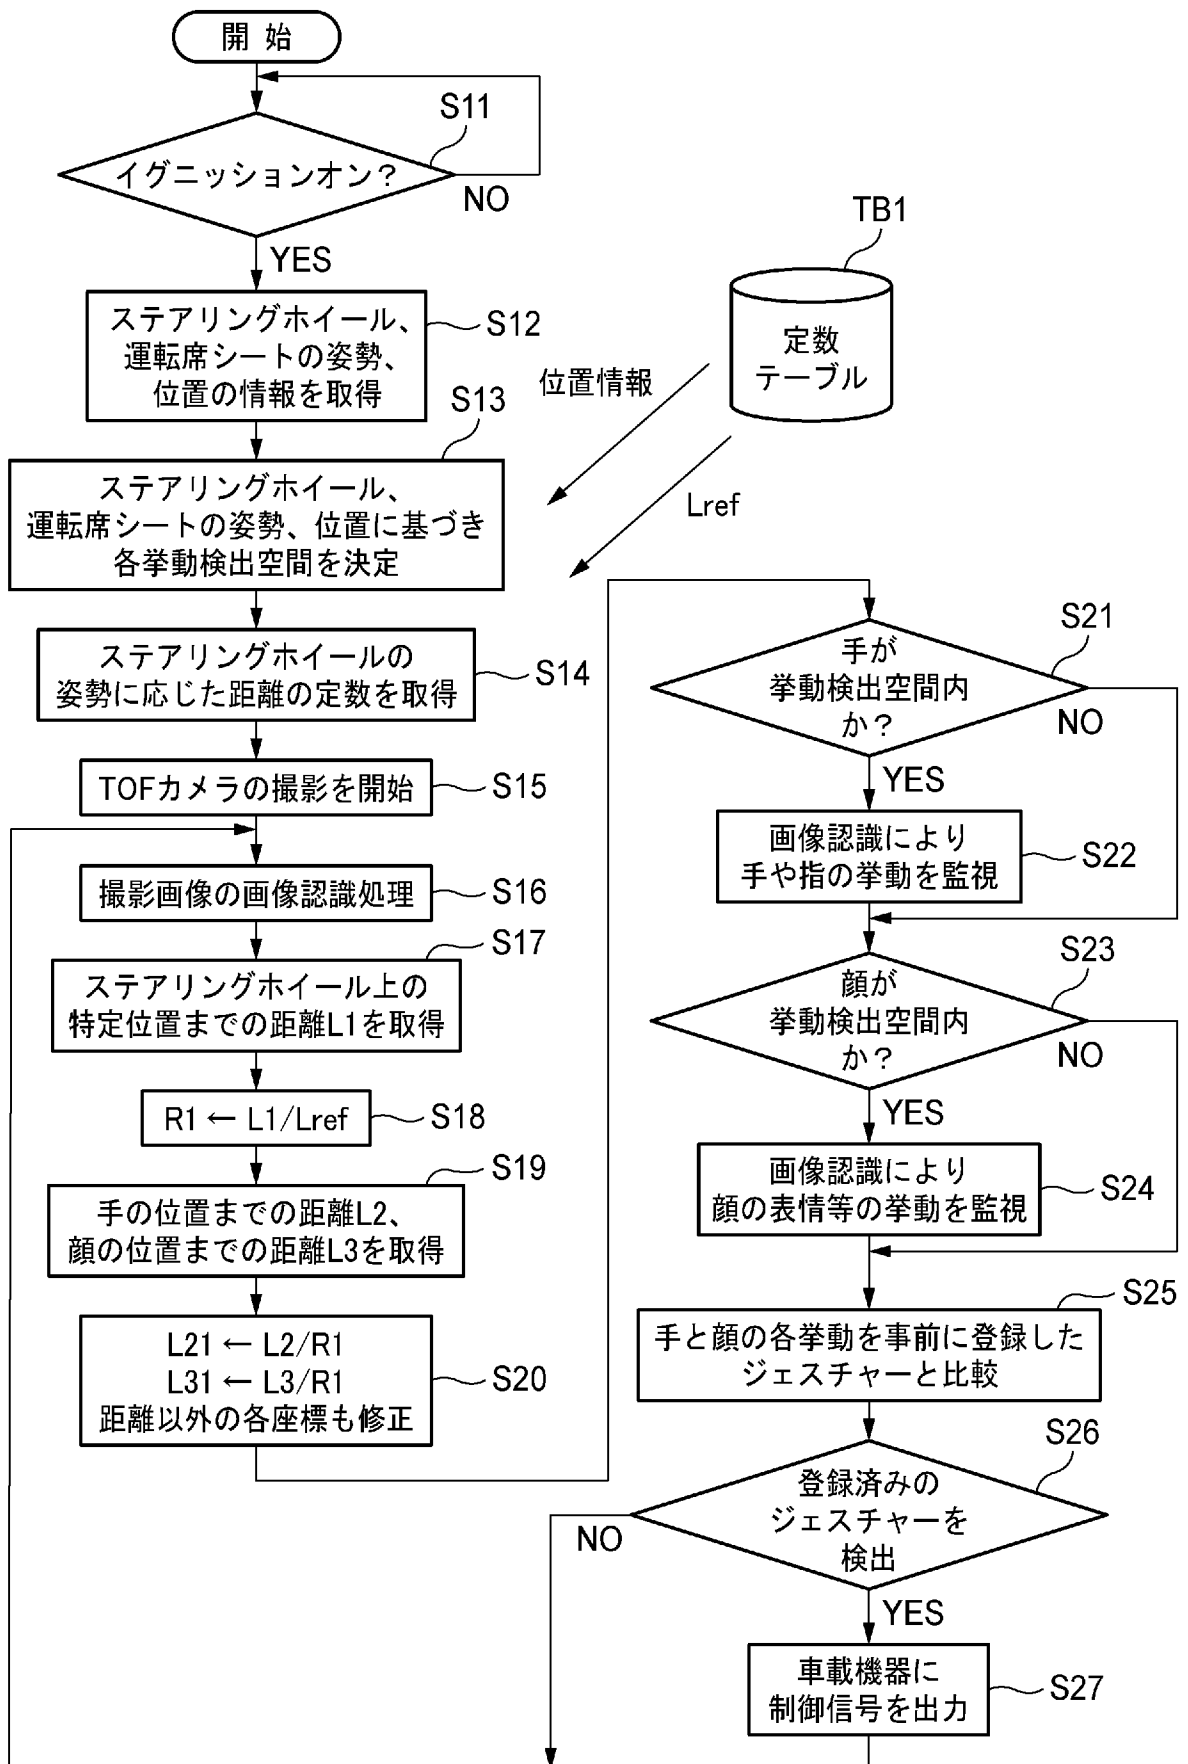 開 始
S11
イグニッションオン？
NO
YES
ステアリングホイール、
運転席シートの姿勢、
位置の情報を取得
S12
S13
ステアリングホイール、
運転席シートの姿勢、位置に基づき
各挙動検出空間を決定
ステアリングホイールの
姿勢に応じた距離の定数を取得
S14
TOFカメラの撮影を開始
S15
撮影画像の画像認識処理
S16
S17
ステアリングホイール上の
特定位置までの距離L1を取得
R1 ← L1/Lref
S18
S19
手の位置までの距離L2、
顔の位置までの距離L3を取得
L21 ← L2/R1
L31 ← L3/R1
距離以外の各座標も修正
S20
TB1
定数
テーブル
位置情報
Lref
S21
手が
挙動検出空間内
か？
NO
YES
画像認識により
手や指の挙動を監視
S22
S23
顔が
挙動検出空間内
か？
NO
YES
画像認識により
顔の表情等の挙動を監視
S24
S25
手と顔の各挙動を事前に登録した
ジェスチャーと比較
S26
登録済みの
ジェスチャーを
検出
NO
YES
車載機器に
制御信号を出力
S27